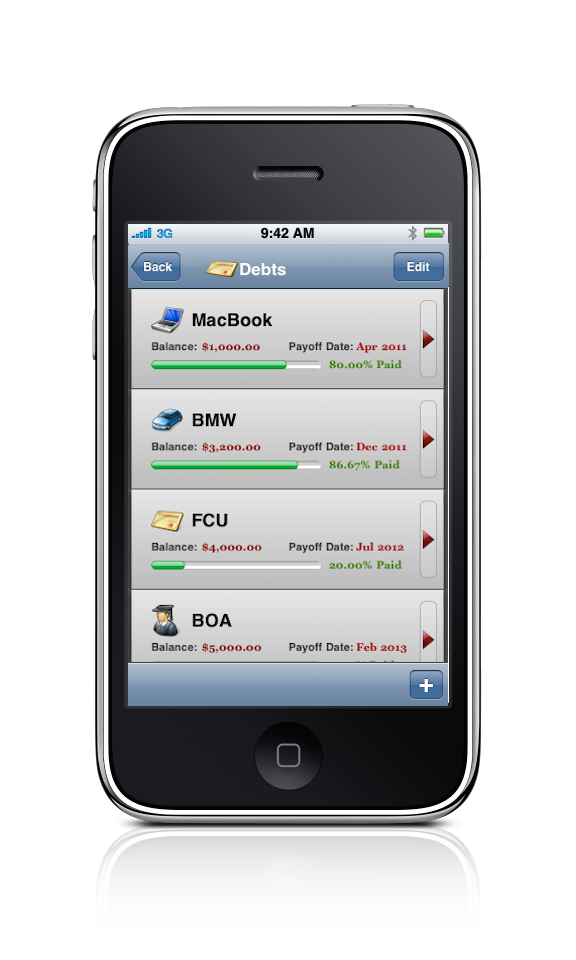 3G 9:42 AM
Back Debts Edit
MacBook
Balance: $1,000.00 Payoff Date: Apr 2011
80.00% Paid
BMW
Balance: $3,200.00 Payoff Date: Dec 2011
86.67% Paid
FCU
Balance: $4,000.00 Payoff Date: Jul 2012
20.00% Paid
BOA
Balance: $5,000.00 Payoff Date: Feb 2013
+